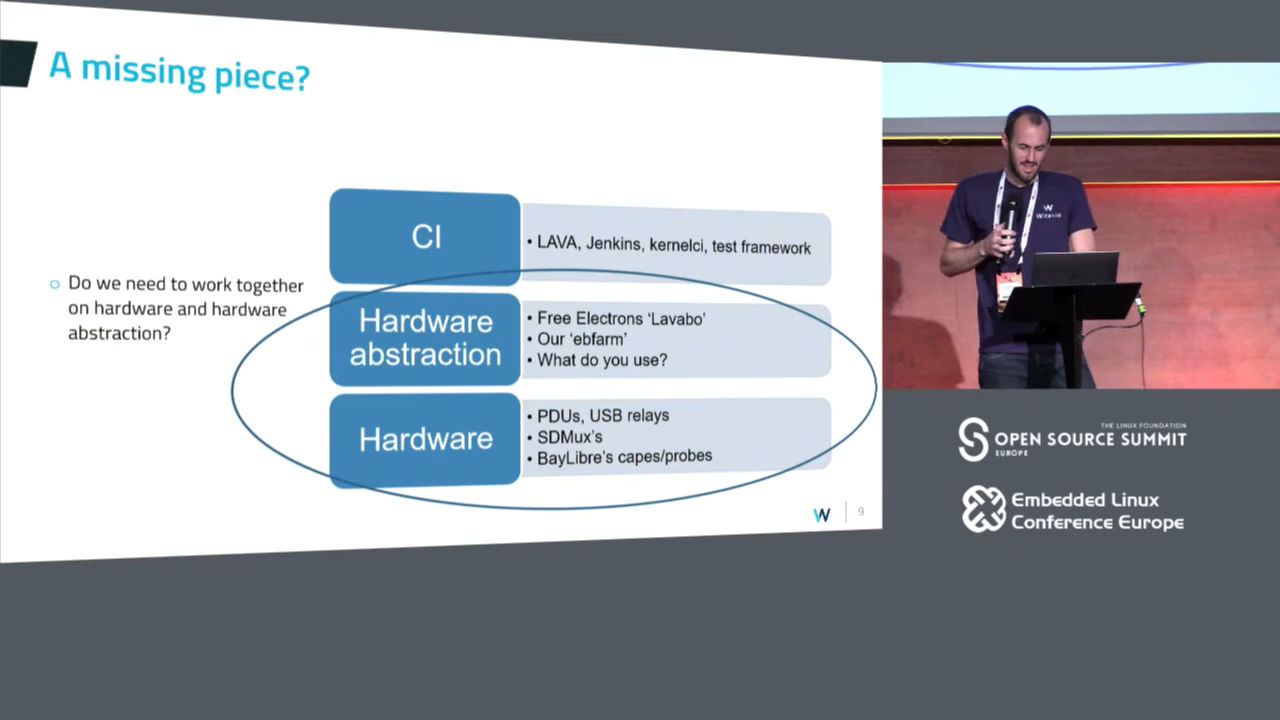 A missing piece?
○ Do we need to work together
on hardware and hardware
abstraction?
CI
• LAVA, Jenkins, kernelci, test framework
Hardware
abstraction
• Free Electrons ‘Lavabo’
• Our ‘ebfarm’
• What do you use?
Hardware
• PDUs, USB relays
• SDMux’s
• BayLibre’s capes/probes
W
9
W
Witekio
THE LINUX FOUNDATION
OPEN SOURCE SUMMIT
EUROPE
Embedded Linux
Conference Europe